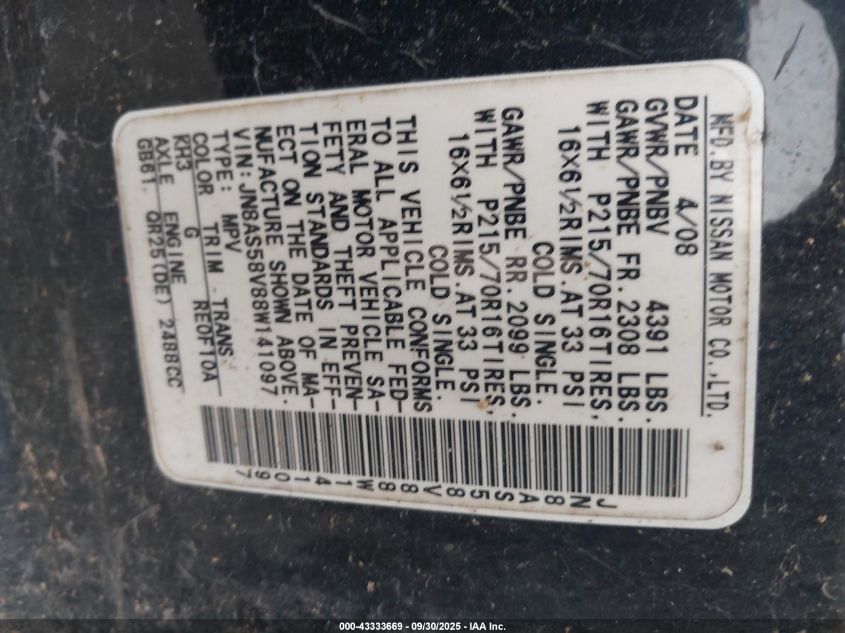 MFD.BY NISSAN MOTOR CO.,LTD.
DATE 4/08
GVWR/PNBV 4391 LBS.
GAWR/PNBE FR. 2308 LBS.
WITH P215/70R16TIRES,
16X6½RIMS.AT 33 PSI
COLD SINGLE.
GAWR/PNBE RR. 2099 LBS.
WITH P215/70R16TIRES,
16X6½RIMS.AT 33 PSI
COLD SINGLE.
THIS VEHICLE CONFORMS
TO ALL APPLICABLE FED-
ERAL MOTOR VEHICLE SA-
FETY AND THEFT PREVEN-
TION STANDARDS IN EFF-
ECT ON THE DATE OF MA-
NUFACTURE SHOWN ABOVE.
VIN:JN8AS58V88W141097
TYPE: MPV
COLOR TRIM TRANS
KH3 G RE0F10A
AXLE ENGINE
GB61. QR25(DE) 2488CC
JN8AS58V88W141097
000-43333669 - 09/30/2025 - IAA Inc.